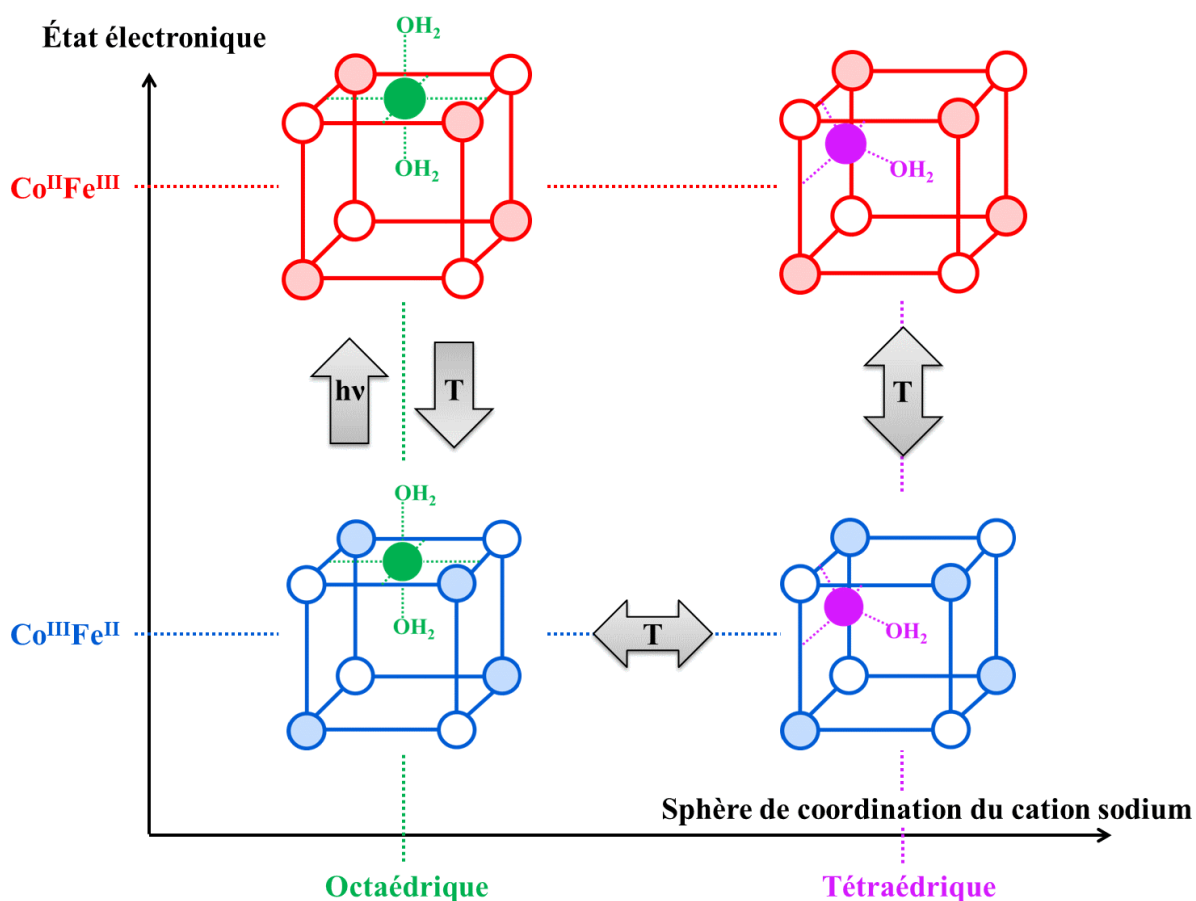 État électronique
OH₂
OH₂
OH₂
CoᴵᴵFeᴵᴵᴵ
hν
T
T
OH₂
OH₂
OH₂
CoᴵᴵᴵFeᴵᴵ
T
Sphère de coordination du cation sodium
Octaédrique
Tétraédrique